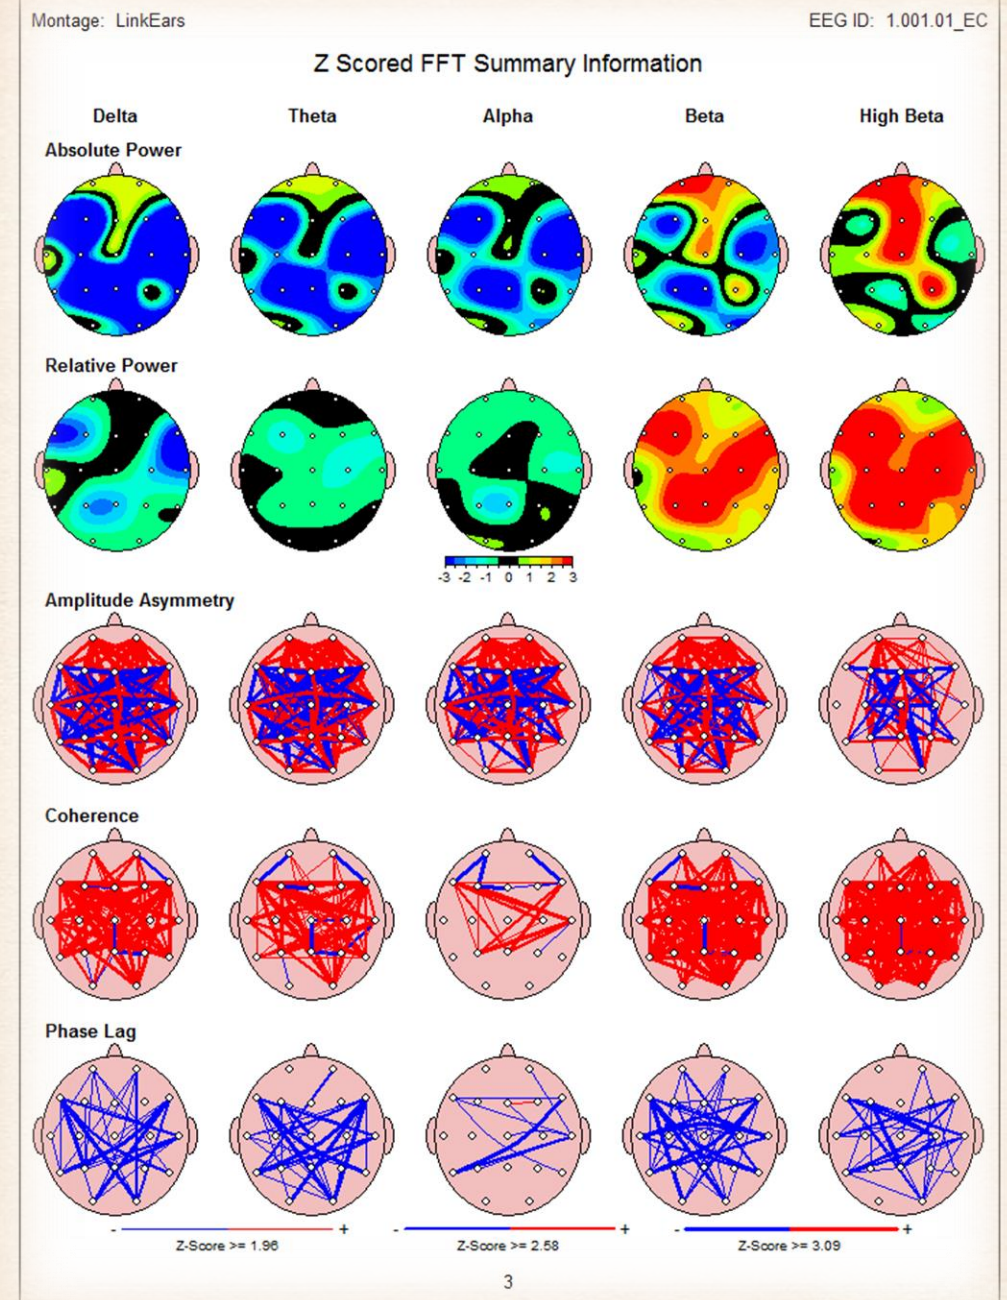 Montage: LinkEars EEG ID: 1.001.01_EC
Z Scored FFT Summary Information
Delta Theta Alpha Beta High Beta
Absolute Power
Relative Power
-3 -2 -1 0 1 2 3
Amplitude Asymmetry
Coherence
Phase Lag
- + - + - +
Z-Score >= 1.96 Z-Score >= 2.58 Z-Score >= 3.09
3